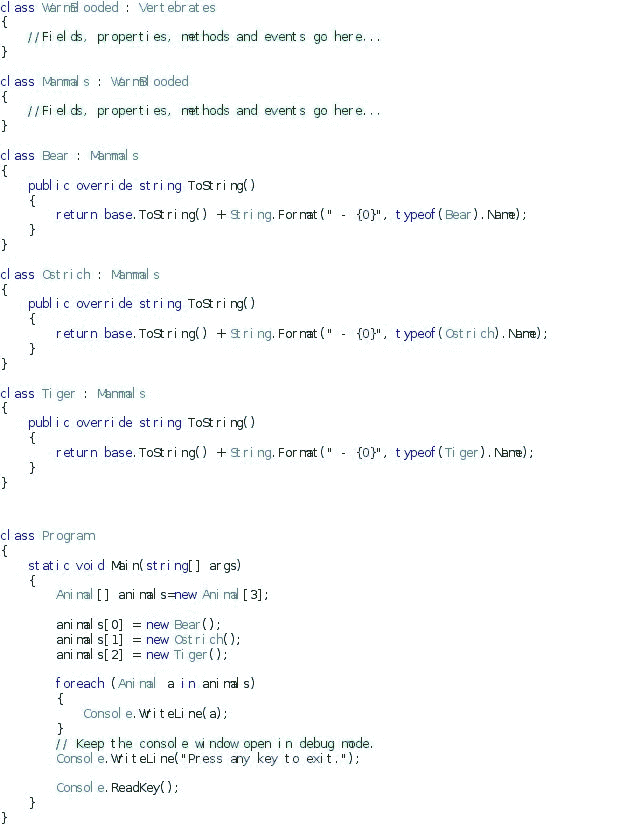 class WarmBlooded : Vertebrates
{
    //Fields, properties, methods and events go here...
}
class Mammals : WarmBlooded
{
    //Fields, properties, methods and events go here...
}
class Bear : Mammals
{
    public override string ToString()
    {
        return base.ToString() + String.Format(" - {0}", typeof(Bear).Name);
    }
}
class Ostrich : Mammals
{
    public override string ToString()
    {
        return base.ToString() + String.Format(" - {0}", typeof(Ostrich).Name);
    }
}
class Tiger : Mammals
{
    public override string ToString()
    {
        return base.ToString() + String.Format(" - {0}", typeof(Tiger).Name);
    }
}
class Program
{
    static void Main(string[] args)
    {
        Animal[] animals=new Animal[3];
        animals[0] = new Bear();
        animals[1] = new Ostrich();
        animals[2] = new Tiger();
        foreach (Animal a in animals)
        {
            Console.WriteLine(a);
        }
        // Keep the console window open in debug mode.
        Console.WriteLine("Press any key to exit.");
        Console.ReadKey();
    }
}